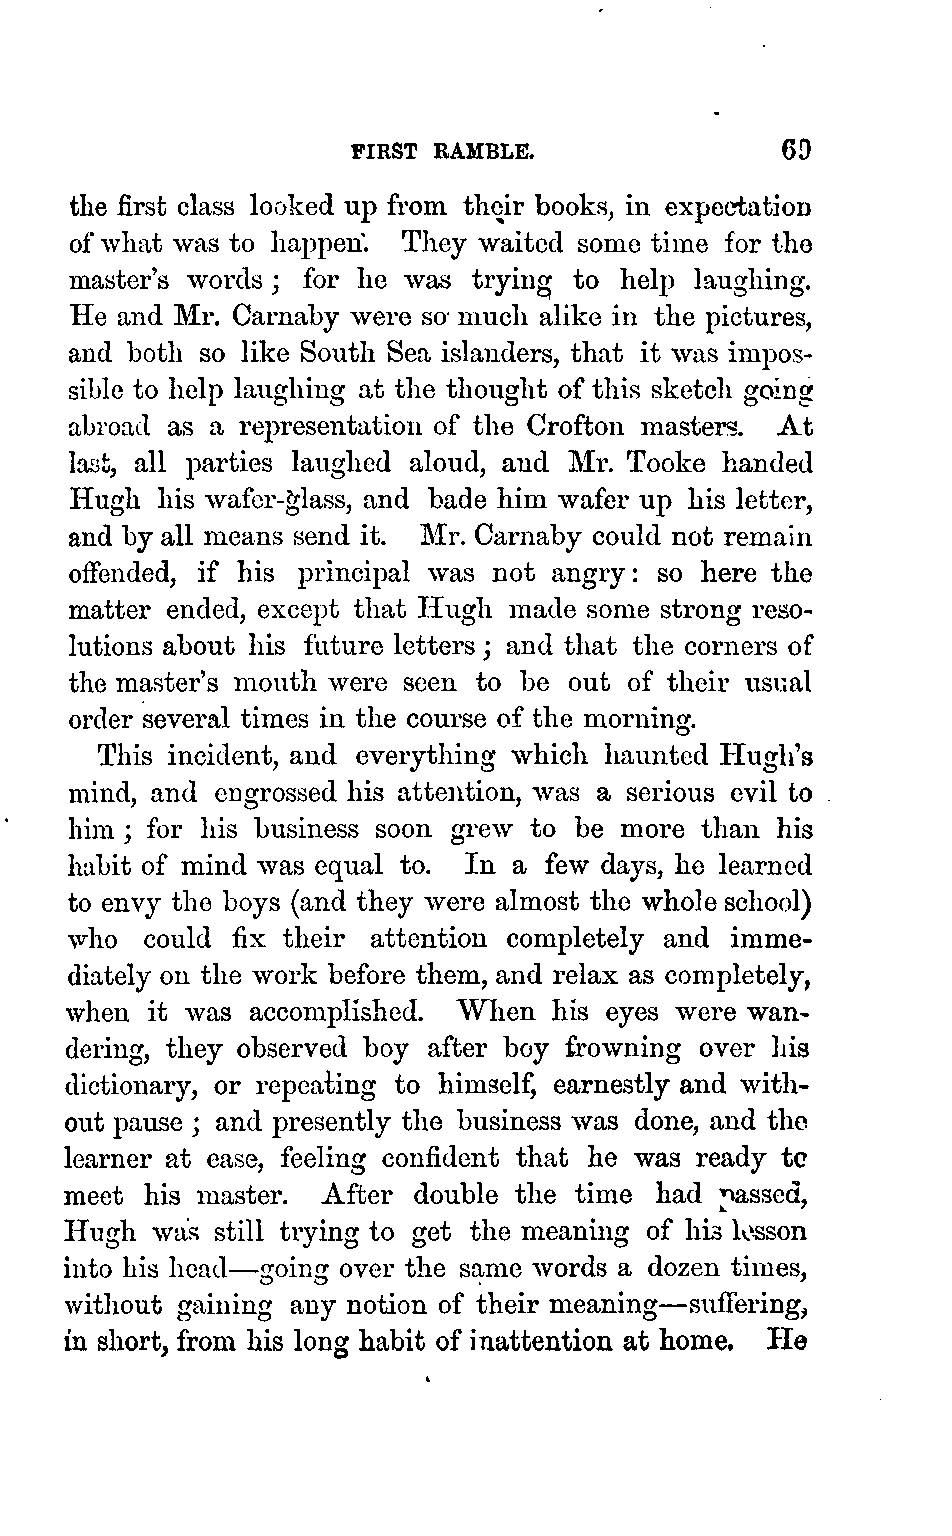 FIRST RAMBLE. 69
the first class looked up from their books, in expectation
of what was to happen. They waited some time for the
master's words ; for he was trying to help laughing.
He and Mr. Carnaby were so much alike in the pictures,
and both so like South Sea islanders, that it was impos-
sible to help laughing at the thought of this sketch going
abroad as a representation of the Crofton masters. At
last, all parties laughed aloud, and Mr. Tooke handed
Hugh his wafer-glass, and bade him wafer up his letter,
and by all means send it. Mr. Carnaby could not remain
offended, if his principal was not angry: so here the
matter ended, except that Hugh made some strong reso-
lutions about his future letters ; and that the corners of
the master's mouth were seen to be out of their usual
order several times in the course of the morning.
This incident, and everything which haunted Hugh's
mind, and engrossed his attention, was a serious evil to
him ; for his business soon grew to be more than his
habit of mind was equal to. In a few days, he learned
to envy the boys (and they were almost the whole school)
who could fix their attention completely and imme-
diately on the work before them, and relax as completely,
when it was accomplished. When his eyes were wan-
dering, they observed boy after boy frowning over his
dictionary, or repeating to himself, earnestly and with-
out pause ; and presently the business was done, and the
learner at ease, feeling confident that he was ready to
meet his master. After double the time had passed,
Hugh was still trying to get the meaning of his lesson
into his head—going over the same words a dozen times,
without gaining any notion of their meaning—suffering,
in short, from his long habit of inattention at home. He